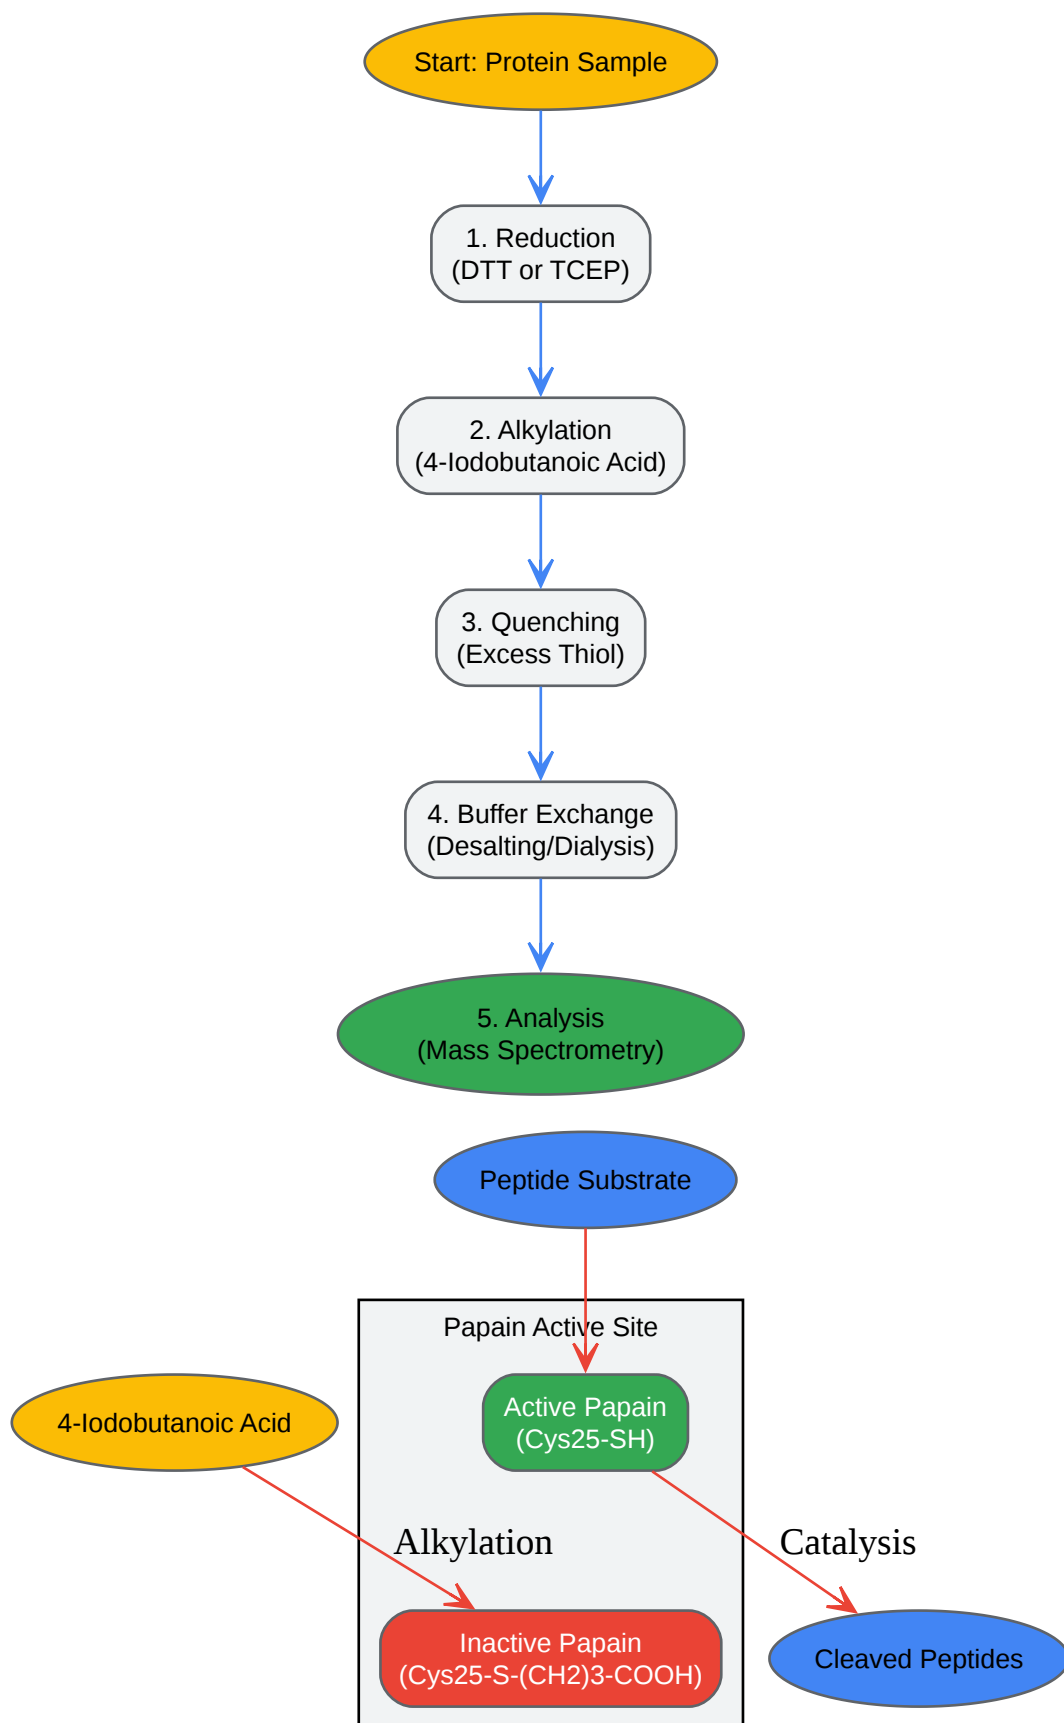 Start: Protein Sample
1. Reduction
(DTT or TCEP)
2. Alkylation
(4-Iodobutanoic Acid)
3. Quenching
(Excess Thiol)
4. Buffer Exchange
(Desalting/Dialysis)
5. Analysis
(Mass Spectrometry)
Peptide Substrate
Papain Active Site
4-Iodobutanoic Acid
Active Papain
(Cys25-SH)
Alkylation
Catalysis
Inactive Papain
(Cys25-S-(CH2)3-COOH)
Cleaved Peptides